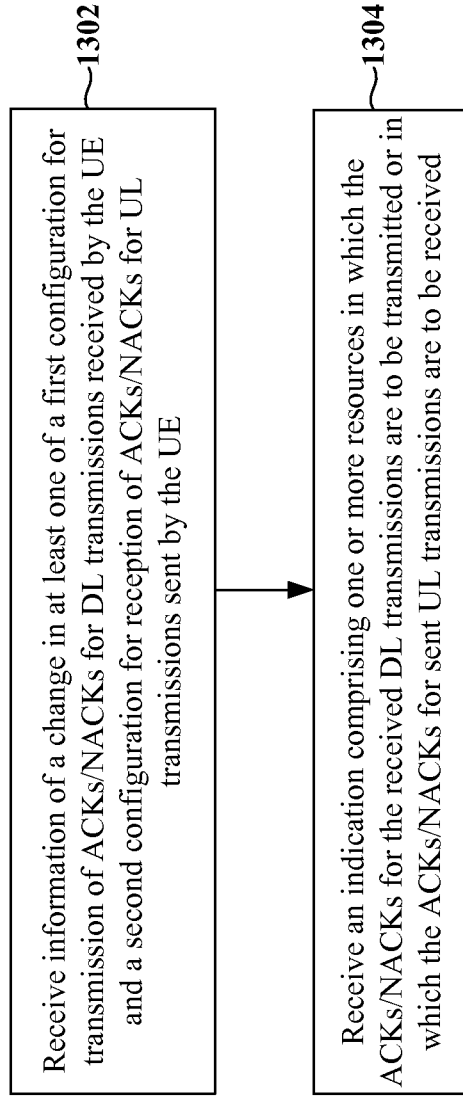 Receive information of a change in at least one of a first configuration for
transmission of ACKs/NACKs for DL transmissions received by the UE
and a second configuration for reception of ACKs/NACKs for UL
transmissions sent by the UE
1302
Receive an indication comprising one or more resources in which the
ACKs/NACKs for the received DL transmissions are to be transmitted or in
which the ACKs/NACKs for sent UL transmissions are to be received
1304